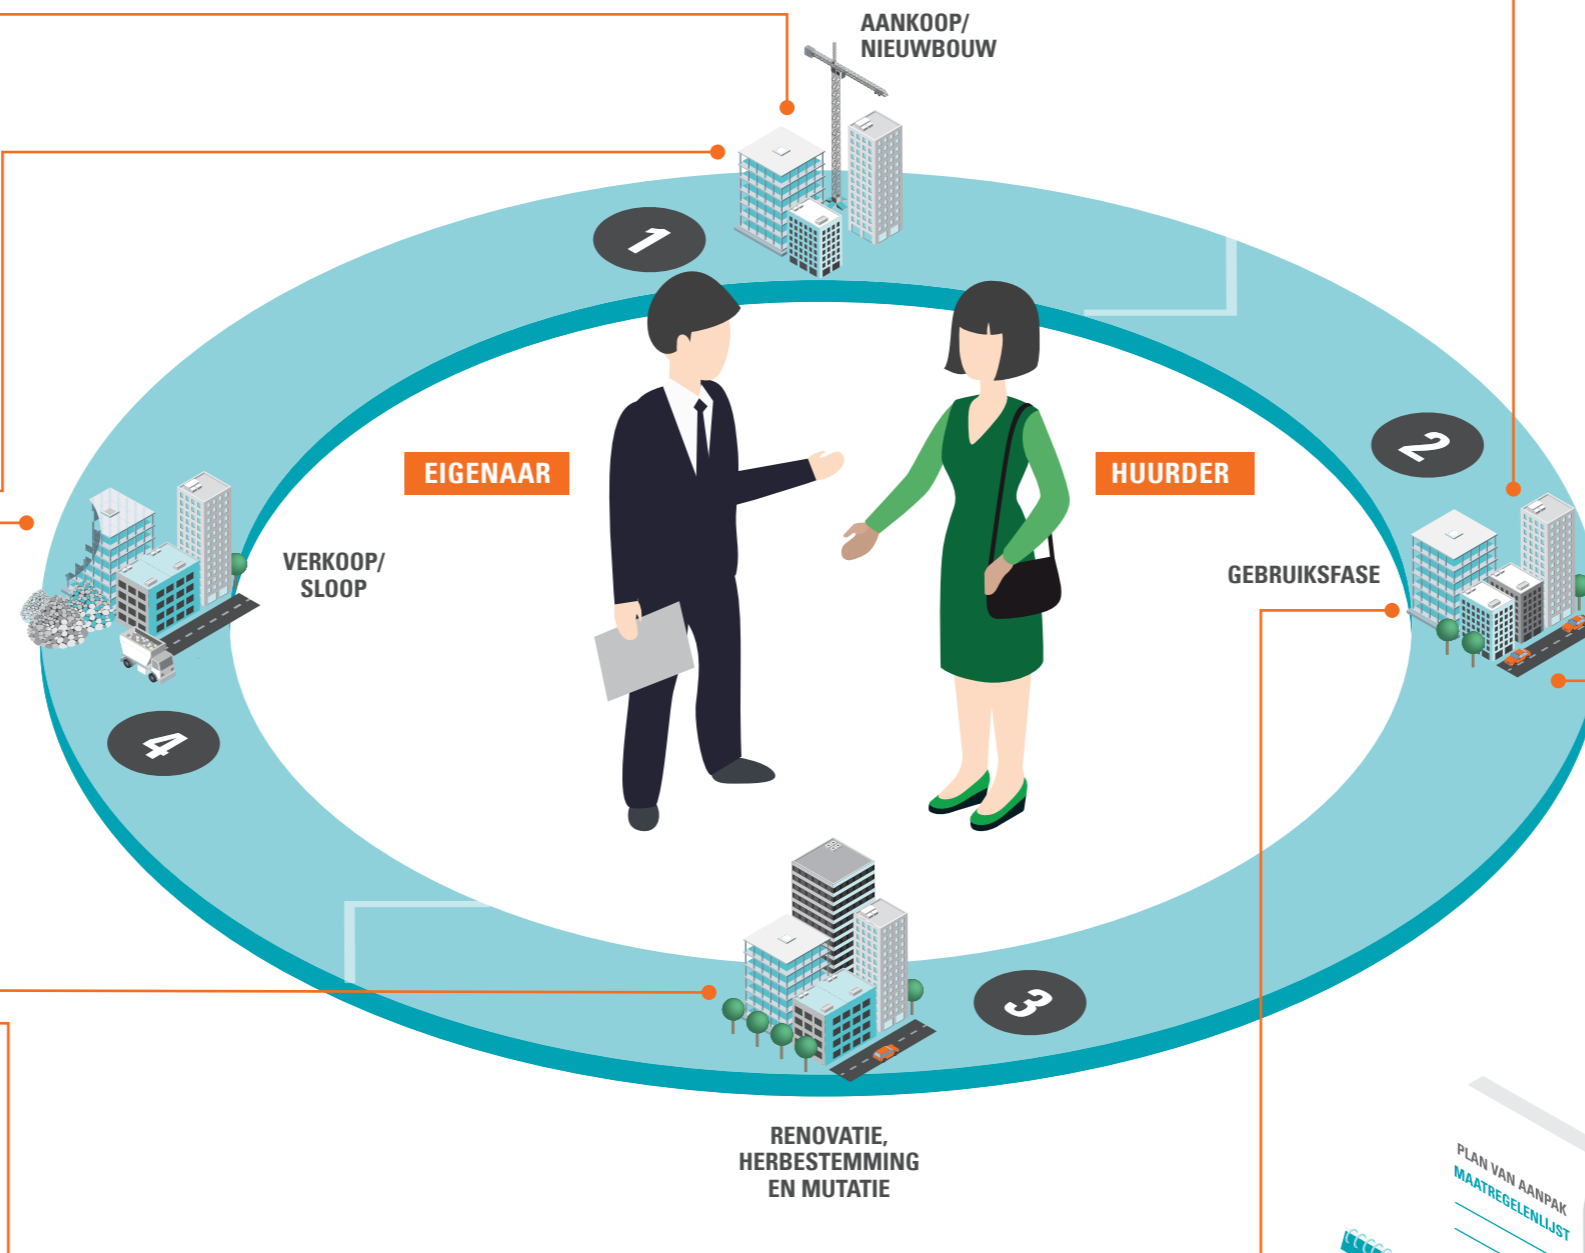 AANKOOP/
NIEUWBOUW
1
2
EIGENAAR
HUURDER
VERKOOP/
SLOOP
GEBRUIKSFASE
4
3
RENOVATIE,
HERBESTEMMING
EN MUTATIE
PLAN VAN AANPAK
MAATREGELENLIJST